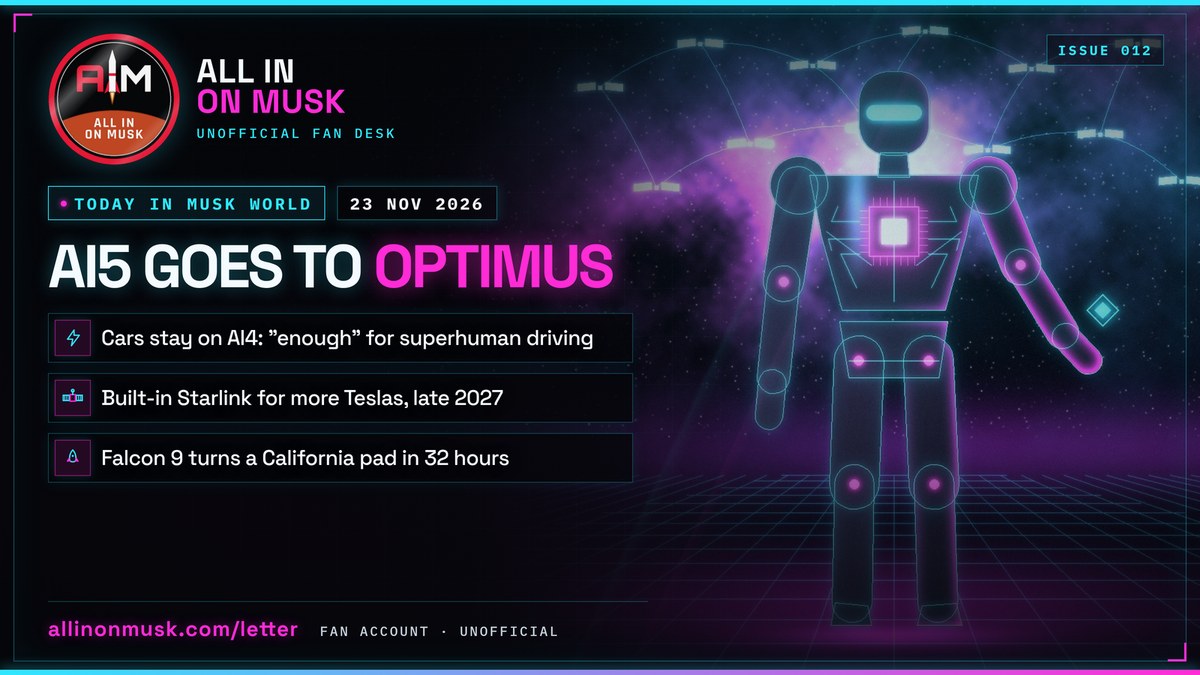 AIM
ALL IN
ON MUSK
ALL IN
ON MUSK
UNOFFICIAL FAN DESK
ISSUE 012
TODAY IN MUSK WORLD
23 NOV 2026
AI5 GOES TO OPTIMUS
Cars stay on AI4: ”enough” for superhuman driving
Built-in Starlink for more Teslas, late 2027
Falcon 9 turns a California pad in 32 hours
allinonmusk.com/letter
FAN ACCOUNT · UNOFFICIAL